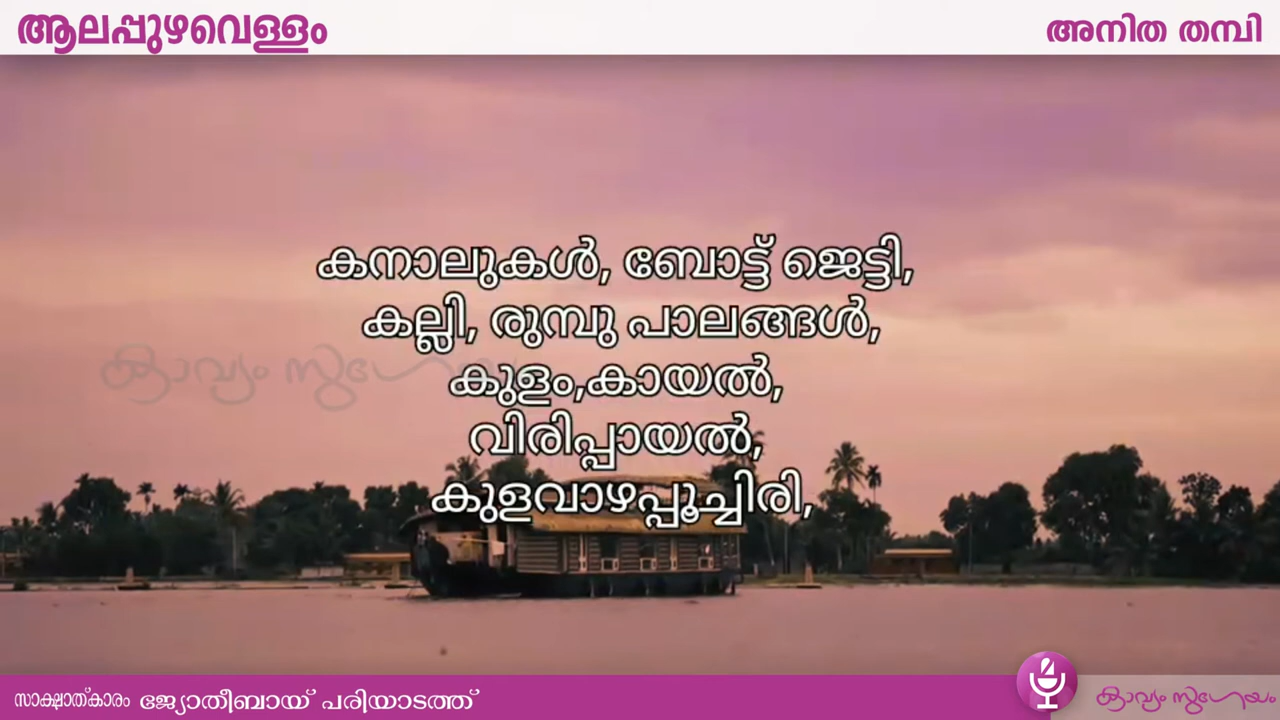 ആലപ്പുഴവെള്ളം
അനിത തമ്പി
കനാലുകൾ, ബോട്ട് ജെട്ടി,
കല്ലി, രുമ്പു പാലങ്ങൾ,
കുളം,കായൽ,
വിരിപ്പായൽ,
കുളവാഴപ്പൂച്ചിരി,
കാവ്യം സുഗേയം
സാക്ഷാത്കാരം ജ്യോതീബായ് പരിയാടത്ത്
കാവ്യം സുഗേയം